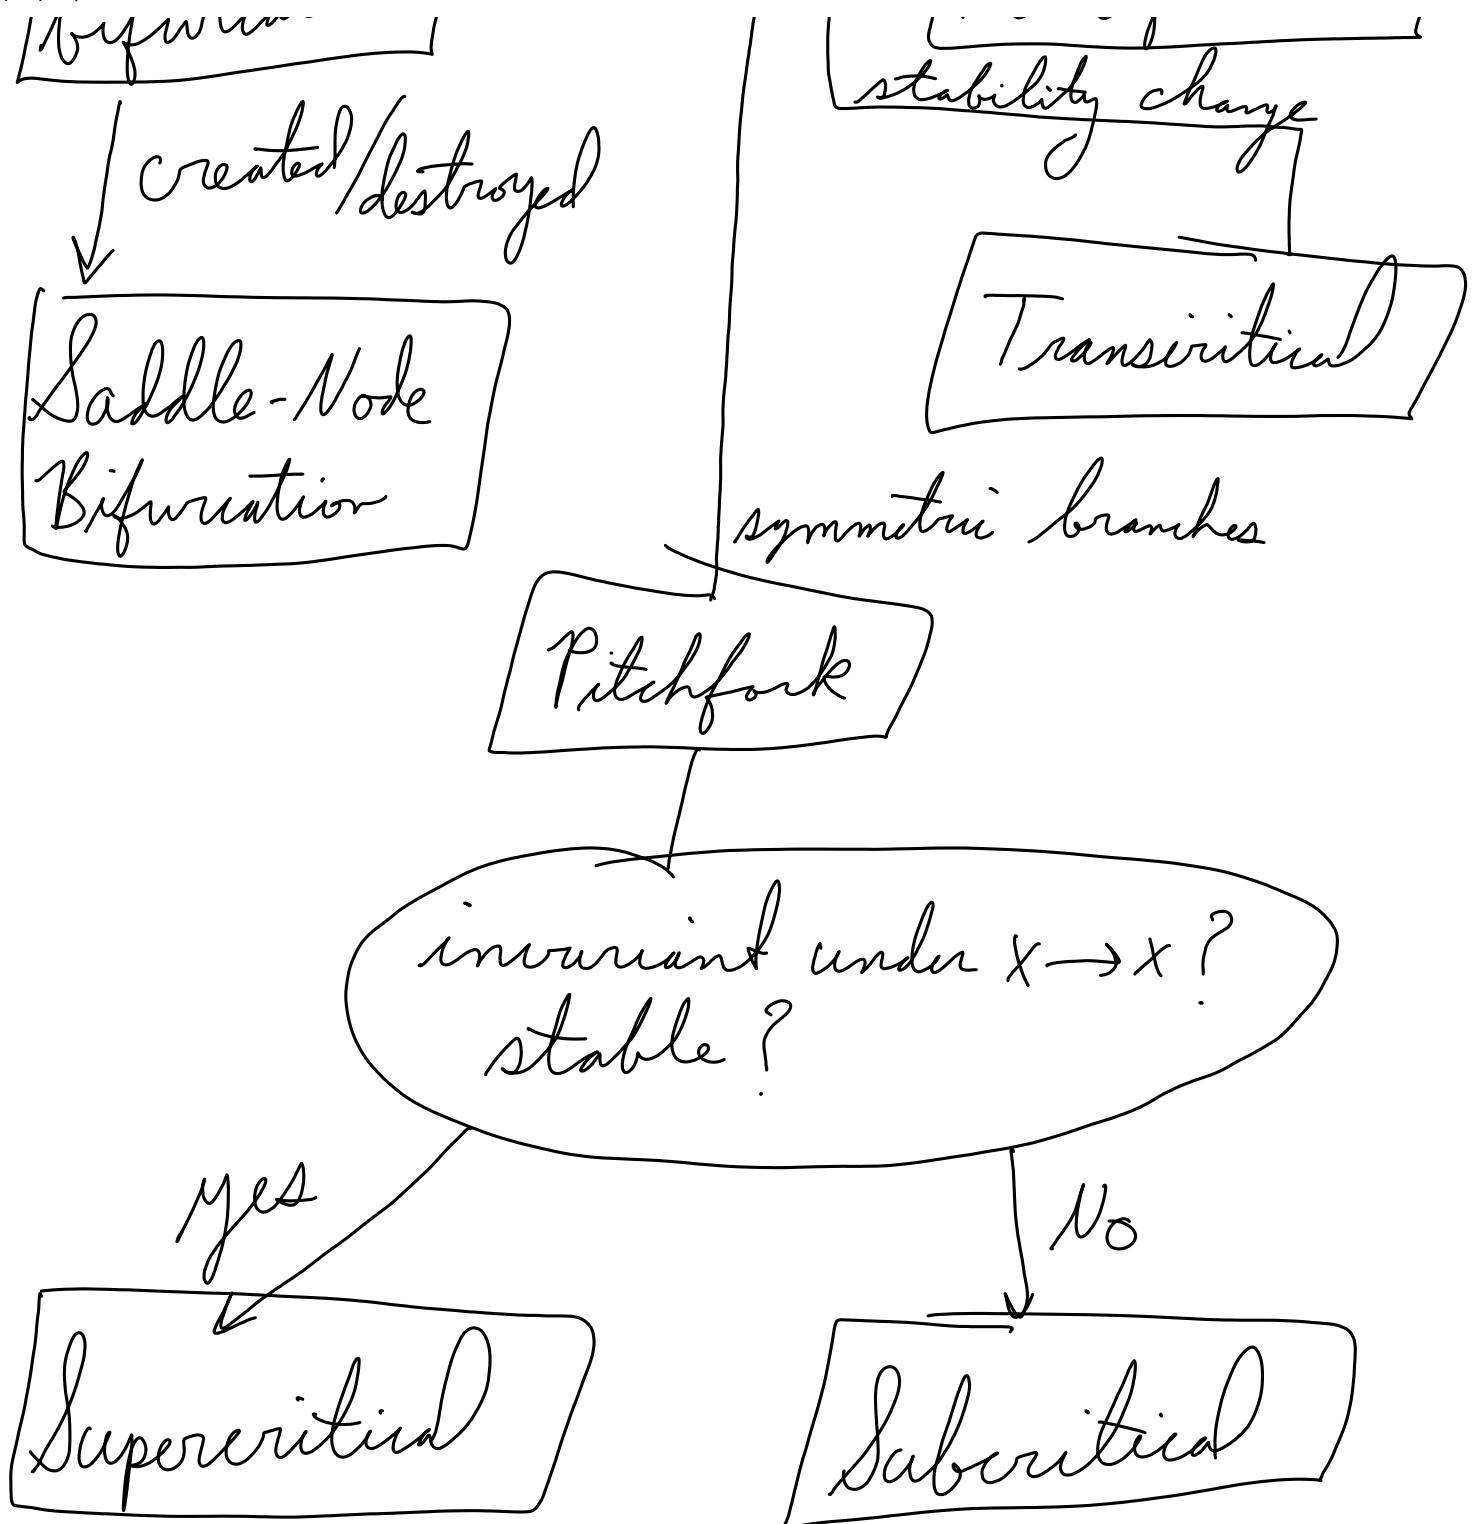 stability change
created/destroyed
Transcritical
Saddle-Node
Bifurcation
symmetric branches
Pitchfork
invariant under x→x?
stable?
yes
No
Supercritical
Subcritical